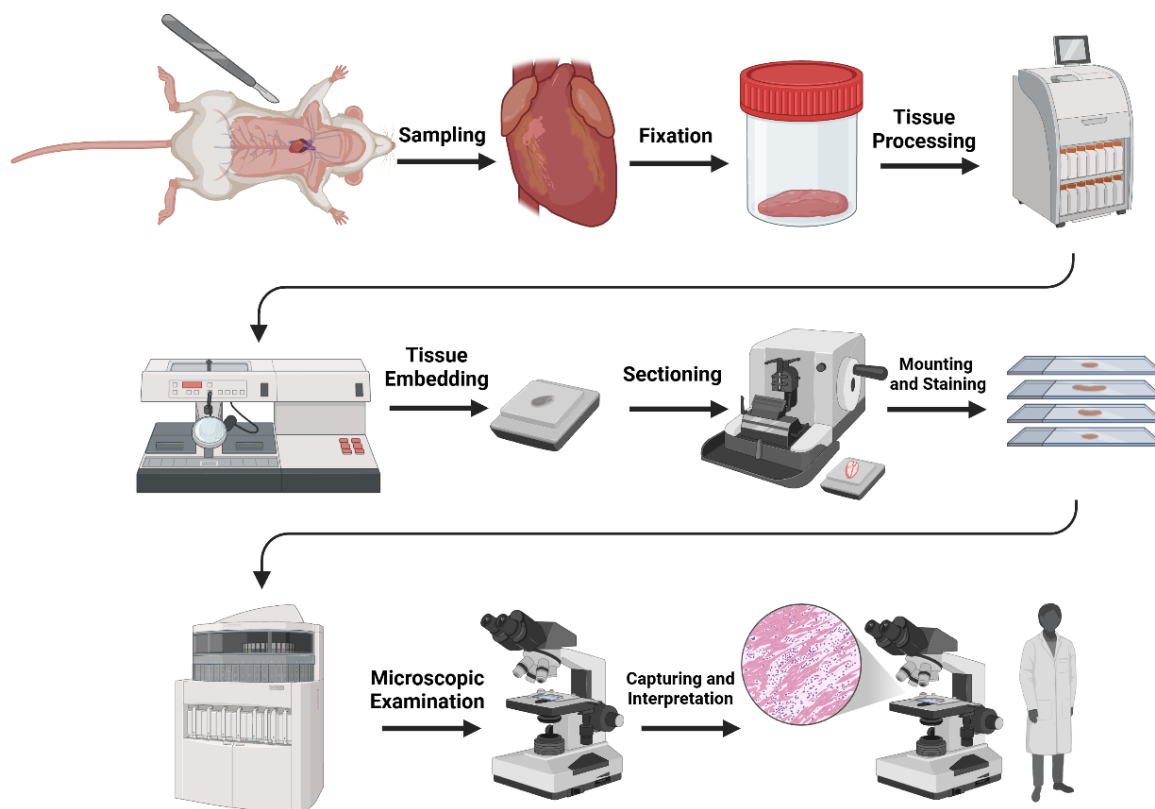 Sampling
Fixation
Tissue
Processing
Tissue
Embedding
Sectioning
Mounting
and Staining
Microscopic
Examination
Capturing and
Interpretation